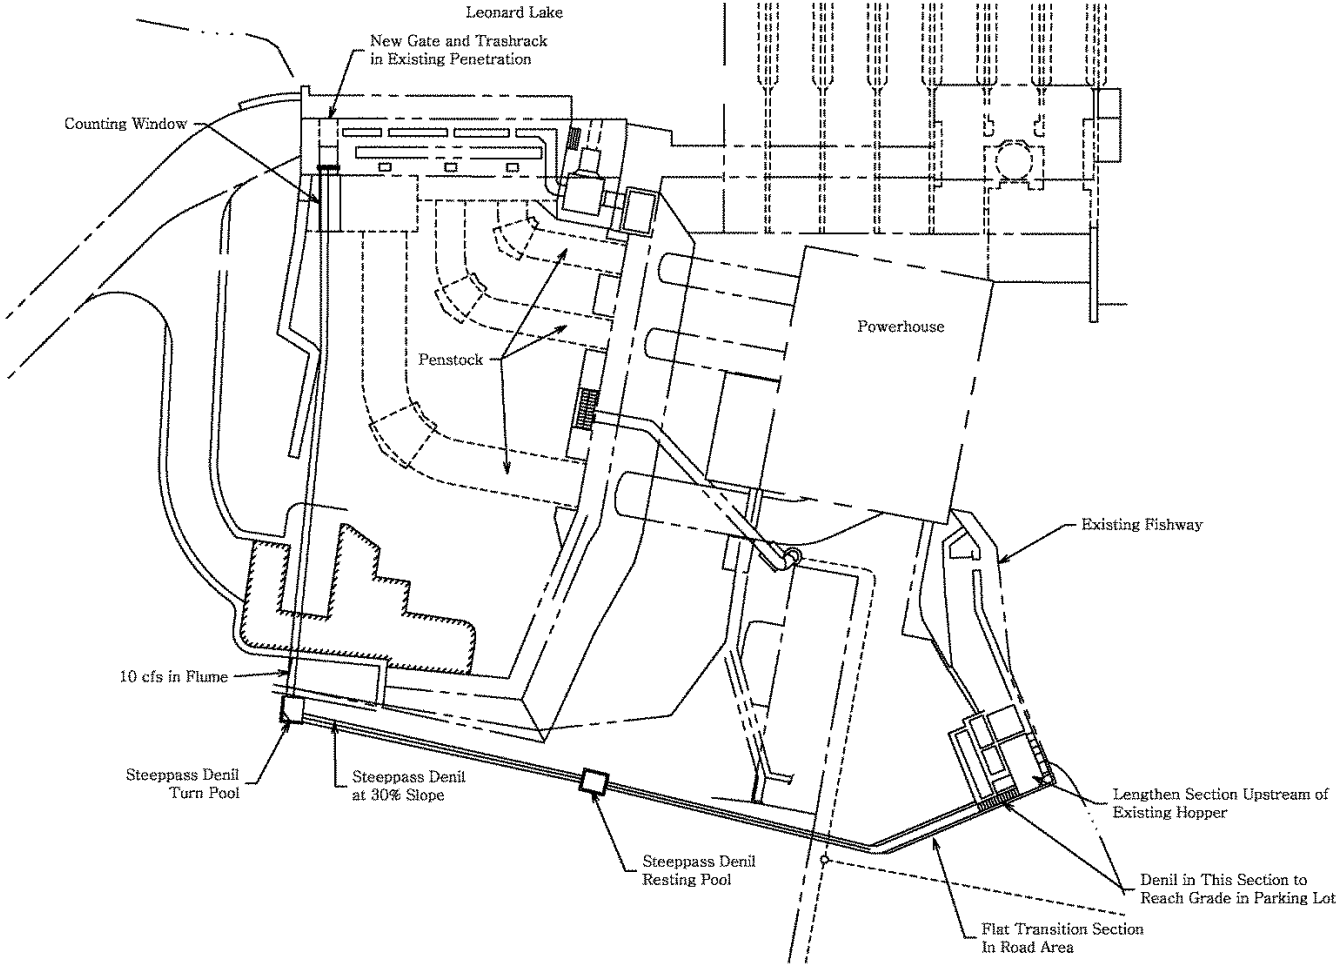 Leonard Lake
New Gate and Trashrack
in Existing Penetration
Counting Window
Powerhouse
Penstock
Existing Fishway
10 cfs in Flume
Steeppass Denil
Turn Pool
Steeppass Denil
at 30% Slope
Lengthen Section Upstream of
Existing Hopper
Steeppass Denil
Resting Pool
Denil in This Section to
Reach Grade in Parking Lot
Flat Transition Section
In Road Area